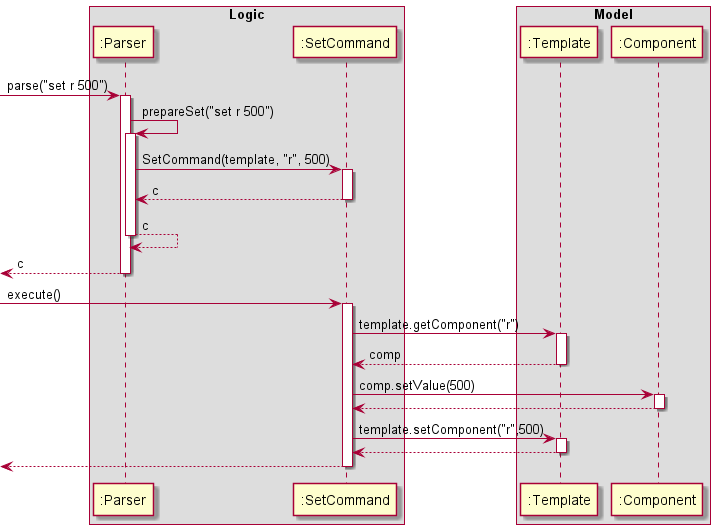 Logic
Model
:Parser
:SetCommand
:Template
:Component
parse("set r 500")
prepareSet("set r 500")
SetCommand(template, "r", 500)
c
c
c
execute()
template.getComponent("r")
comp
comp.setValue(500)
template.setComponent("r",500)
:Parser
:SetCommand
:Template
:Component